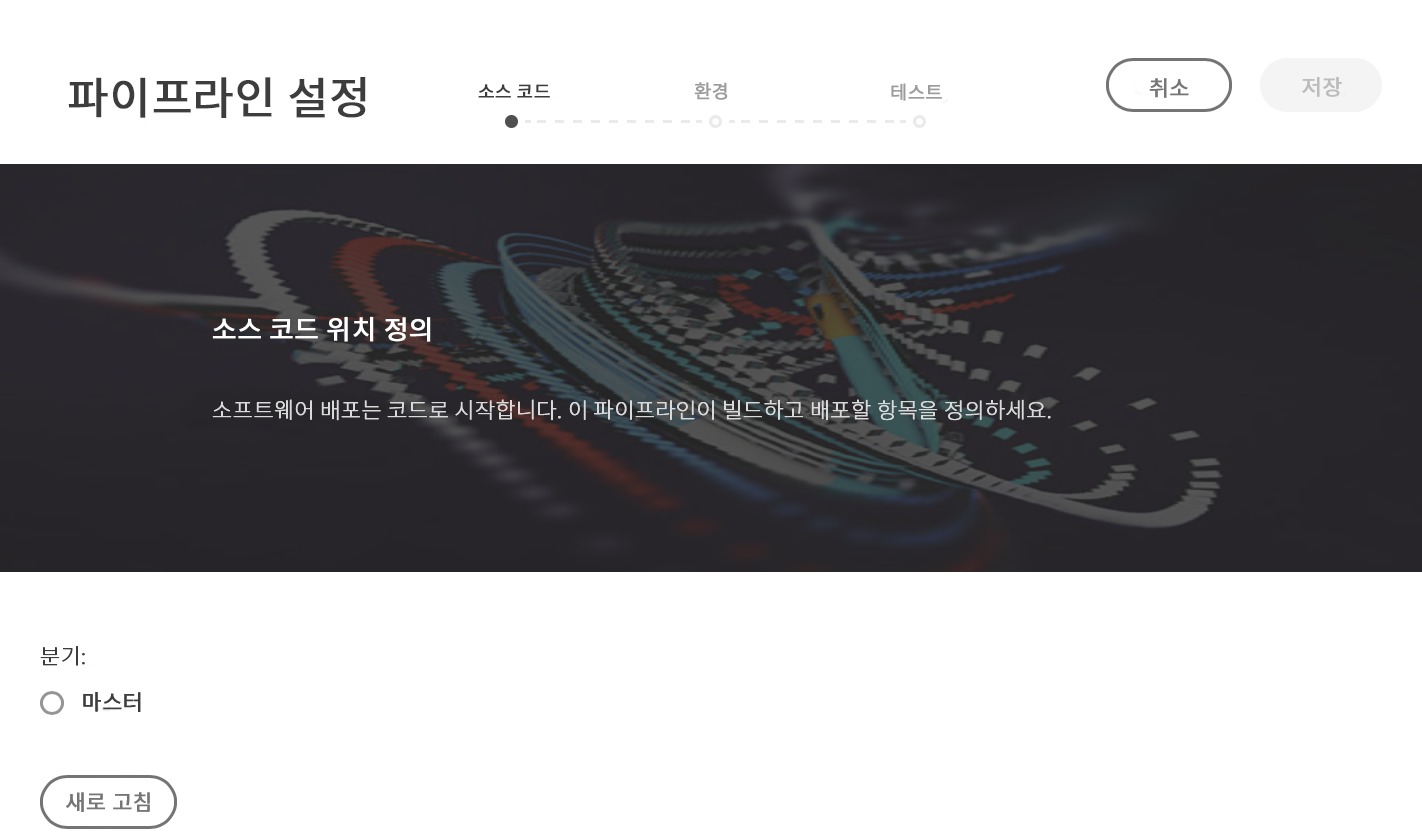 파이프라인 설정
소스 코드
환경
테스트
취소
저장
소스 코드 위치 정의
소프트웨어 배포는 코드로 시작합니다. 이 파이프라인이 빌드하고 배포할 항목을 정의하세요.
분기:
마스터
새로 고침